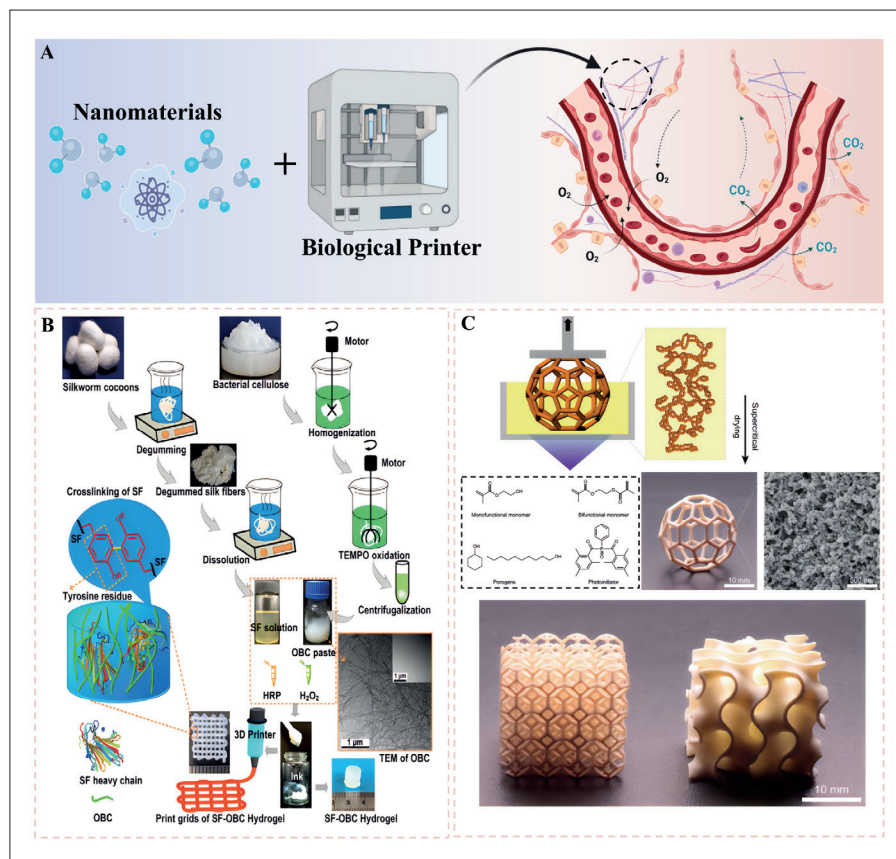 A
Nanomaterials
+
Biological Printer
O₂
O₂
O₂
O₂
CO₂
CO₂
CO₂
CO₂
B
Silkworm cocoons
Bacterial cellulose
Motor
Degumming
Homogenization
Degummed silk fibers
Motor
Crosslinking of SF
SF
SF
Dissolution
TEMPO oxidation
Tyrosine residue
Centrifugalization
SF solution
OBC paste
HRP
H₂O₂
1 µm
1 µm
TEM of OBC
3D Printer
Ink
SF heavy chain
OBC
Print grids of SF-OBC Hydrogel
SF-OBC Hydrogel
C
Supercritical
drying
Monofunctional monomer
Bifunctional monomer
Porogens
Photoinitiator
10 mm
10 mm